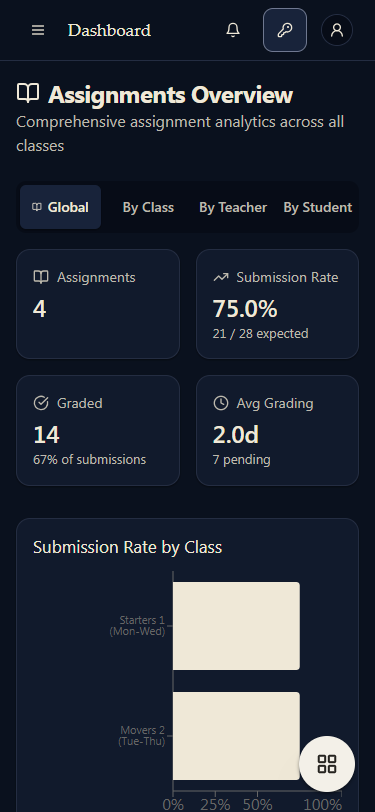 Dashboard
Assignments Overview
Comprehensive assignment analytics across all
classes
Global By Class By Teacher By Student
Assignments
4
Submission Rate
75.0%
21 / 28 expected
Graded
14
67% of submissions
Avg Grading
2.0d
7 pending
Submission Rate by Class
Starters 1
(Mon-Wed)
Movers 2
(Tue-Thu)
0% 25% 50% 100%